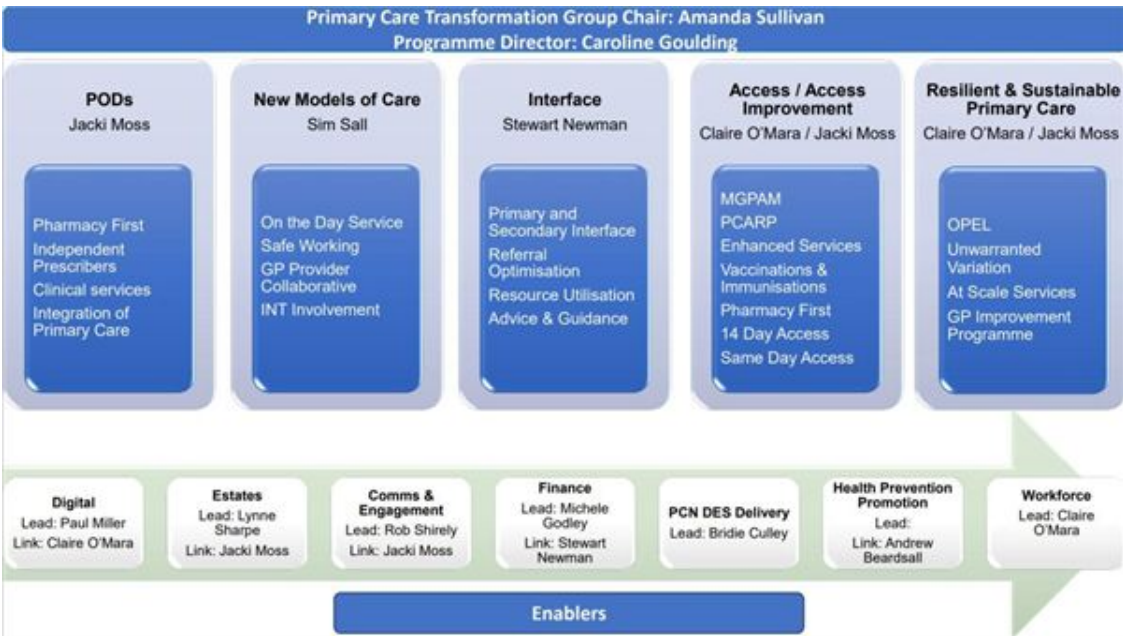 Primary Care Transformation Group Chair: Amanda Sullivan
Programme Director: Caroline Goulding
PODs
Jacki Moss
Pharmacy First
Independent
Prescribers
Clinical services
Integration of
Primary Care
New Models of Care
Sim Sall
On the Day Service
Safe Working
GP Provider
Collaborative
INT Involvement
Interface
Stewart Newman
Primary and
Secondary Interface
Referral
Optimisation
Resource Utilisation
Advice & Guidance
Access / Access
Improvement
Claire O'Mara / Jacki Moss
MGPAM
PCARP
Enhanced Services
Vaccinations &
Immunisations
Pharmacy First
14 Day Access
Same Day Access
Resilient & Sustainable
Primary Care
Claire O'Mara / Jacki Moss
OPEL
Unwarranted
Variation
At Scale Services
GP Improvement
Programme
Digital
Lead: Paul Miller
Link: Claire O'Mara
Estates
Lead: Lynne
Sharpe
Link: Jacki Moss
Comms &
Engagement
Lead: Rob Shirely
Link: Jacki Moss
Finance
Lead: Michele
Godley
Link: Stewart
Newman
PCN DES Delivery
Lead: Bridie Culley
Health Prevention
Promotion
Lead:
Link: Andrew
Beardsall
Workforce
Lead: Claire
O'Mara
Enablers